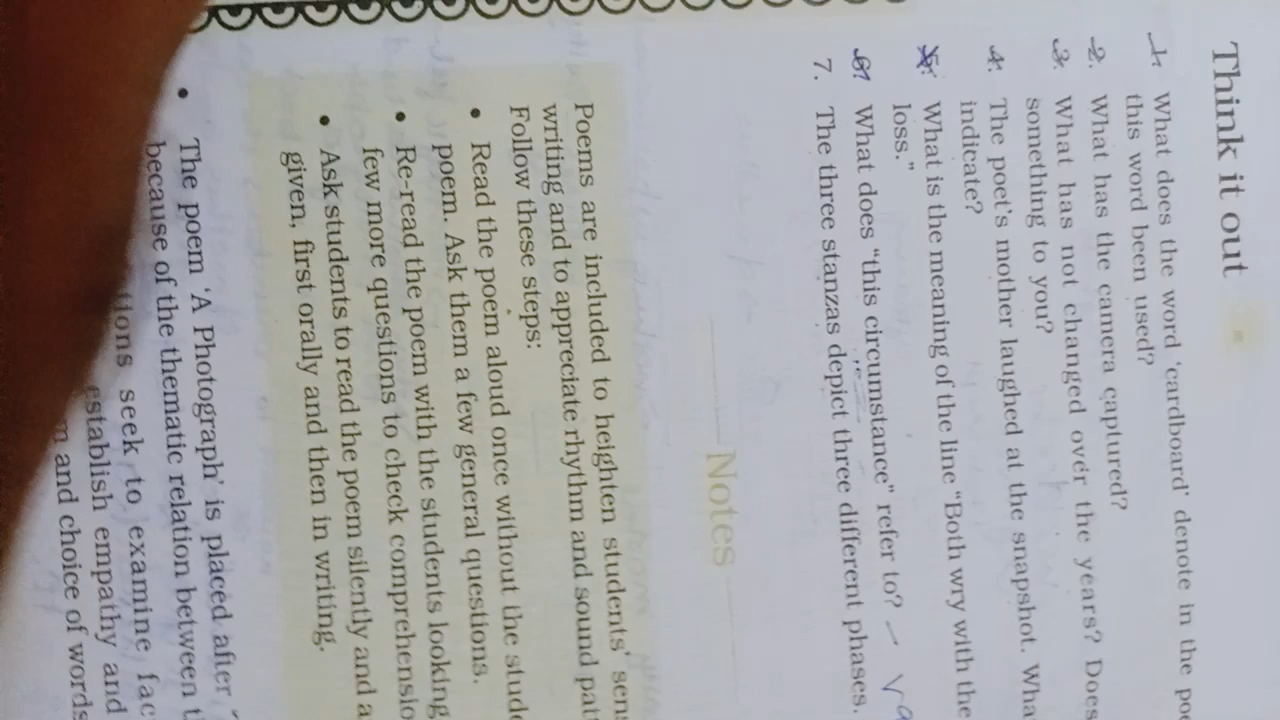 Think it out
1. What does the word ‘cardboard’ denote in the
this word been used?
2. What has the camera captured?
3. What has not changed over the years? Does
something to you?
4. The poet’s mother laughed at the snapshot.
indicate?
5. What is the meaning of the line “Both wry with the
loss.”
6. What does “this circumstance” refer to?
7. The three stanzas depict three different phases.
Notes
Poems are included to heighten students’
writing and to appreciate rhythm and sound
Follow these steps:
• Read the poem aloud once without the
poem. Ask them a few general questions.
• Re-read the poem with the students looking
few more questions to check
• Ask students to read the poem silently and a
given, first orally and then in writing.
• The poem ‘A Photograph’ is placed after
because of the thematic relation between
seek to examine
establish empathy and
and choice of words